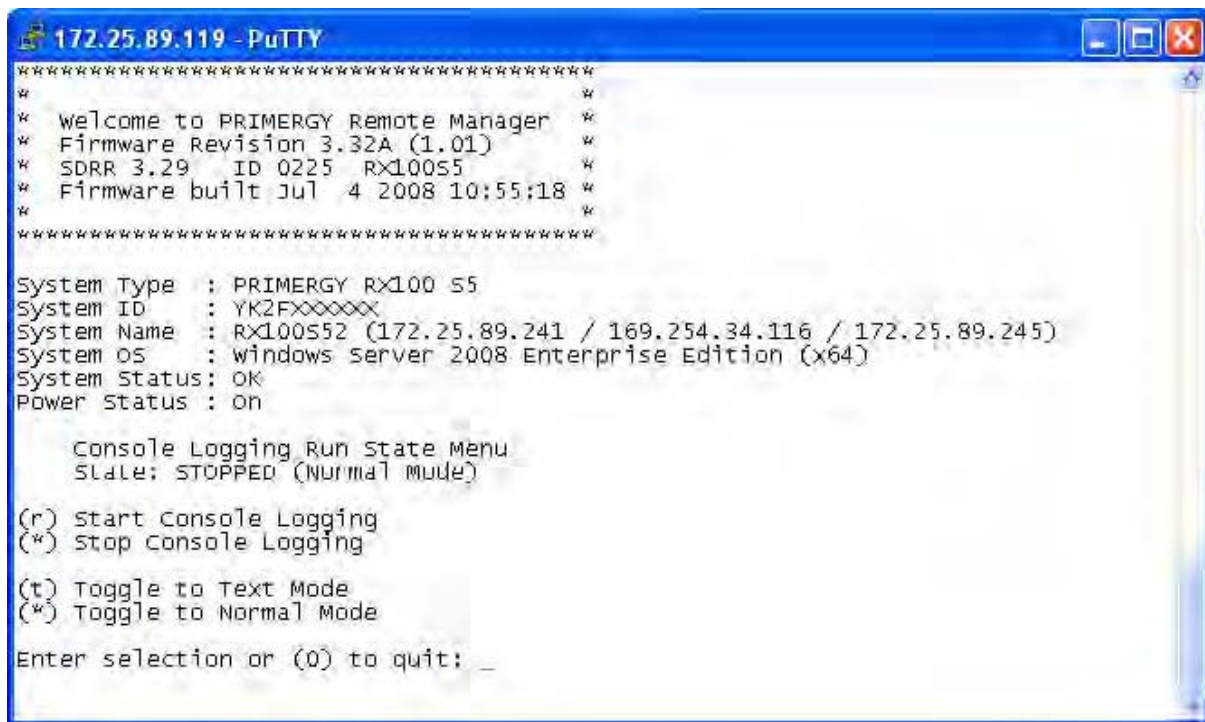 172.25.89.119 - PuTTY
*****************************************
*                                       *
*  Welcome to PRIMERGY Remote Manager   *
*  Firmware Revision 3.32A (1.01)       *
*  SDRR 3.29   ID 0225  RX100S5         *
*  Firmware built Jul  4 2008 10:55:18  *
*                                       *
*****************************************
System Type  : PRIMERGY RX100 S5
System ID    : YK2FXXXXXX
System Name  : RX100S52 (172.25.89.241 / 169.254.34.116 / 172.25.89.245)
System OS    : Windows Server 2008 Enterprise Edition (x64)
System Status: OK
Power Status : On
Console Logging Run State Menu
State: STOPPED (Normal Mode)
(r) Start Console Logging
(*) Stop Console Logging
(t) Toggle to Text Mode
(*) Toggle to Normal Mode
Enter selection or (0) to quit: _